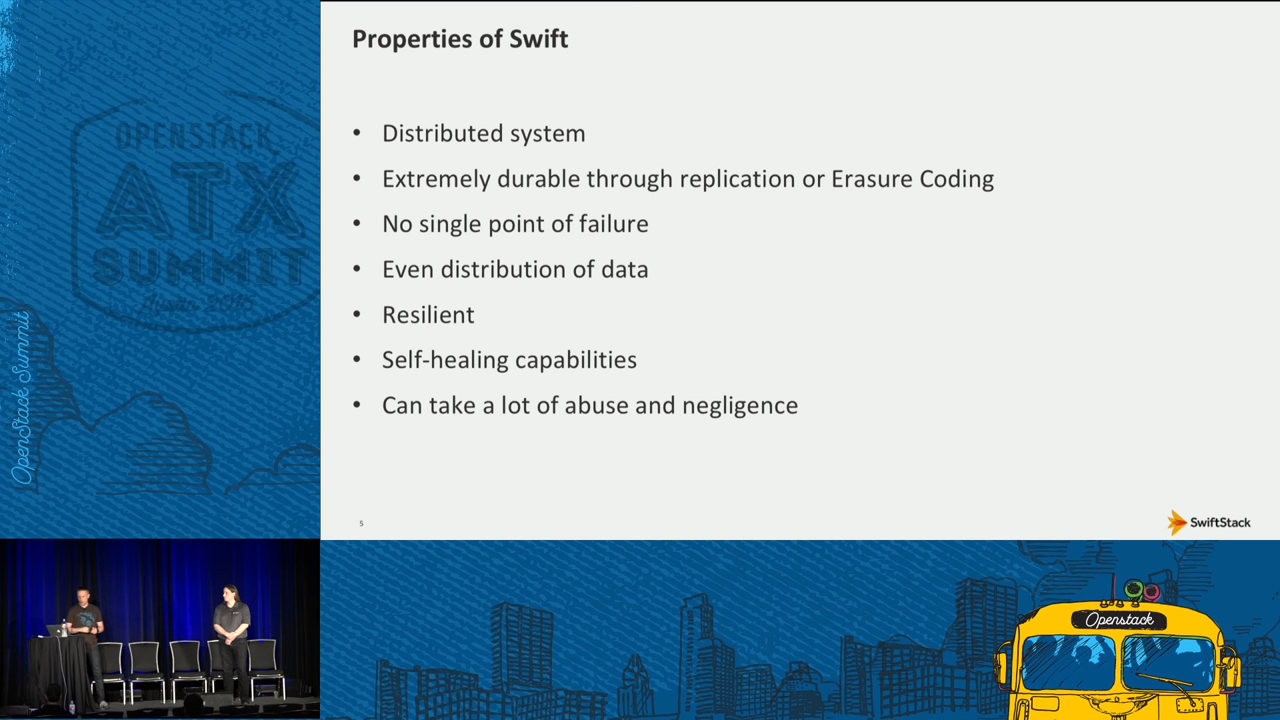 Properties of Swift
• Distributed system
• Extremely durable through replication or Erasure Coding
• No single point of failure
• Even distribution of data
• Resilient
• Self-healing capabilities
• Can take a lot of abuse and negligence
5
SwiftStack
OPENSTACK
ATX
SUMMIT
Austin 2016
OpenStack Summit
Openstack